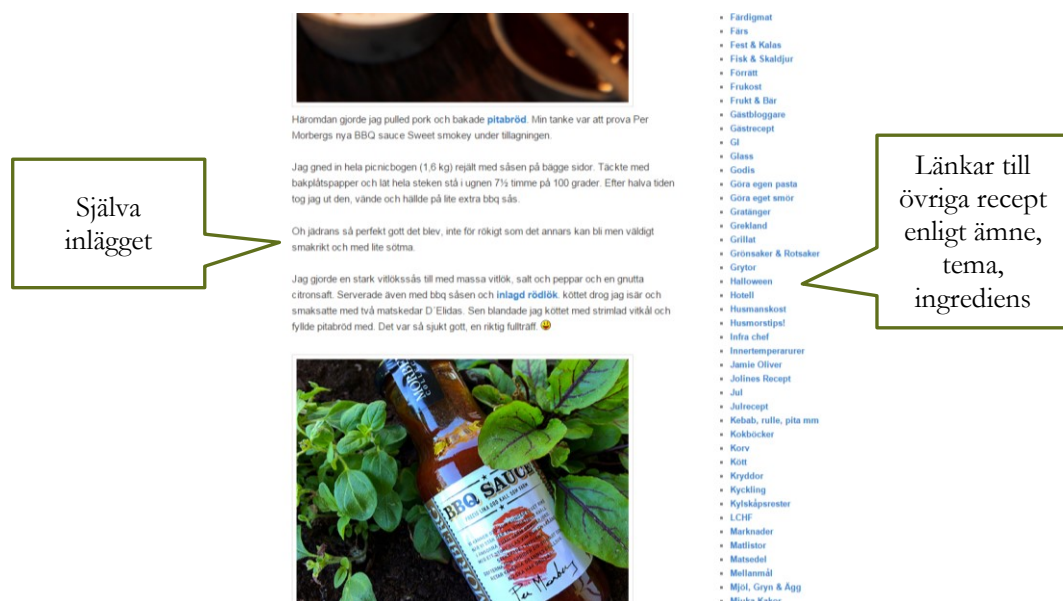 Häromdan gjorde jag pulled pork och bakade pitabröd. Min tanke var att prova Per
Morbergs nya BBQ sauce Sweet smokey under tillagningen.
Jag gned in hela picnicbogen (1,6 kg) rejält med såsen på bägge sidor. Täckte med
bakplåtspapper och lät hela steken stå i ugnen 7½ timme på 100 grader. Efter halva tiden
tog jag ut den, vände och hällde på lite extra bbq sås.
Oh jädrans så perfekt gott det blev, inte för rökigt som det annars kan bli men väldigt
smakrikt och med lite sötma.
Jag gjorde en stark vitlökssås till med massa vitlök, salt och peppar och en gnutta
citronsaft. Serverade även med bbq såsen och inlagd rödlök. köttet drog jag isär och
smaksatte med två matskedar D´Elidas. Sen blandade jag köttet med strimlad vitkål och
fyllde pitabröd med. Det var så sjukt gott, en riktig fullträff.
Själva
inlägget
MORBERG
BBQ SAUCE
Per Morberg
Färdigmat
Färs
Fest & Kalas
Fisk & Skaldjur
Förrätt
Frukost
Frukt & Bär
Gästbloggare
Gästrecept
GI
Glass
Godis
Göra egen pasta
Göra eget smör
Gratänger
Grekland
Grillat
Grönsaker & Rotsaker
Grytor
Halloween
Hotell
Husmanskost
Husmorstips!
Infra chef
Innertemperarurer
Jamie Oliver
Jolines Recept
Jul
Julrecept
Kebab, rulle, pita mm
Kokböcker
Korv
Kött
Kryddor
Kyckling
Kylskåpsrester
LCHF
Marknader
Matlistor
Matsedel
Mellanmål
Mjöl, Gryn & Ägg
Mjuka Kakor
Länkar till
övriga recept
enligt ämne,
tema,
ingrediens